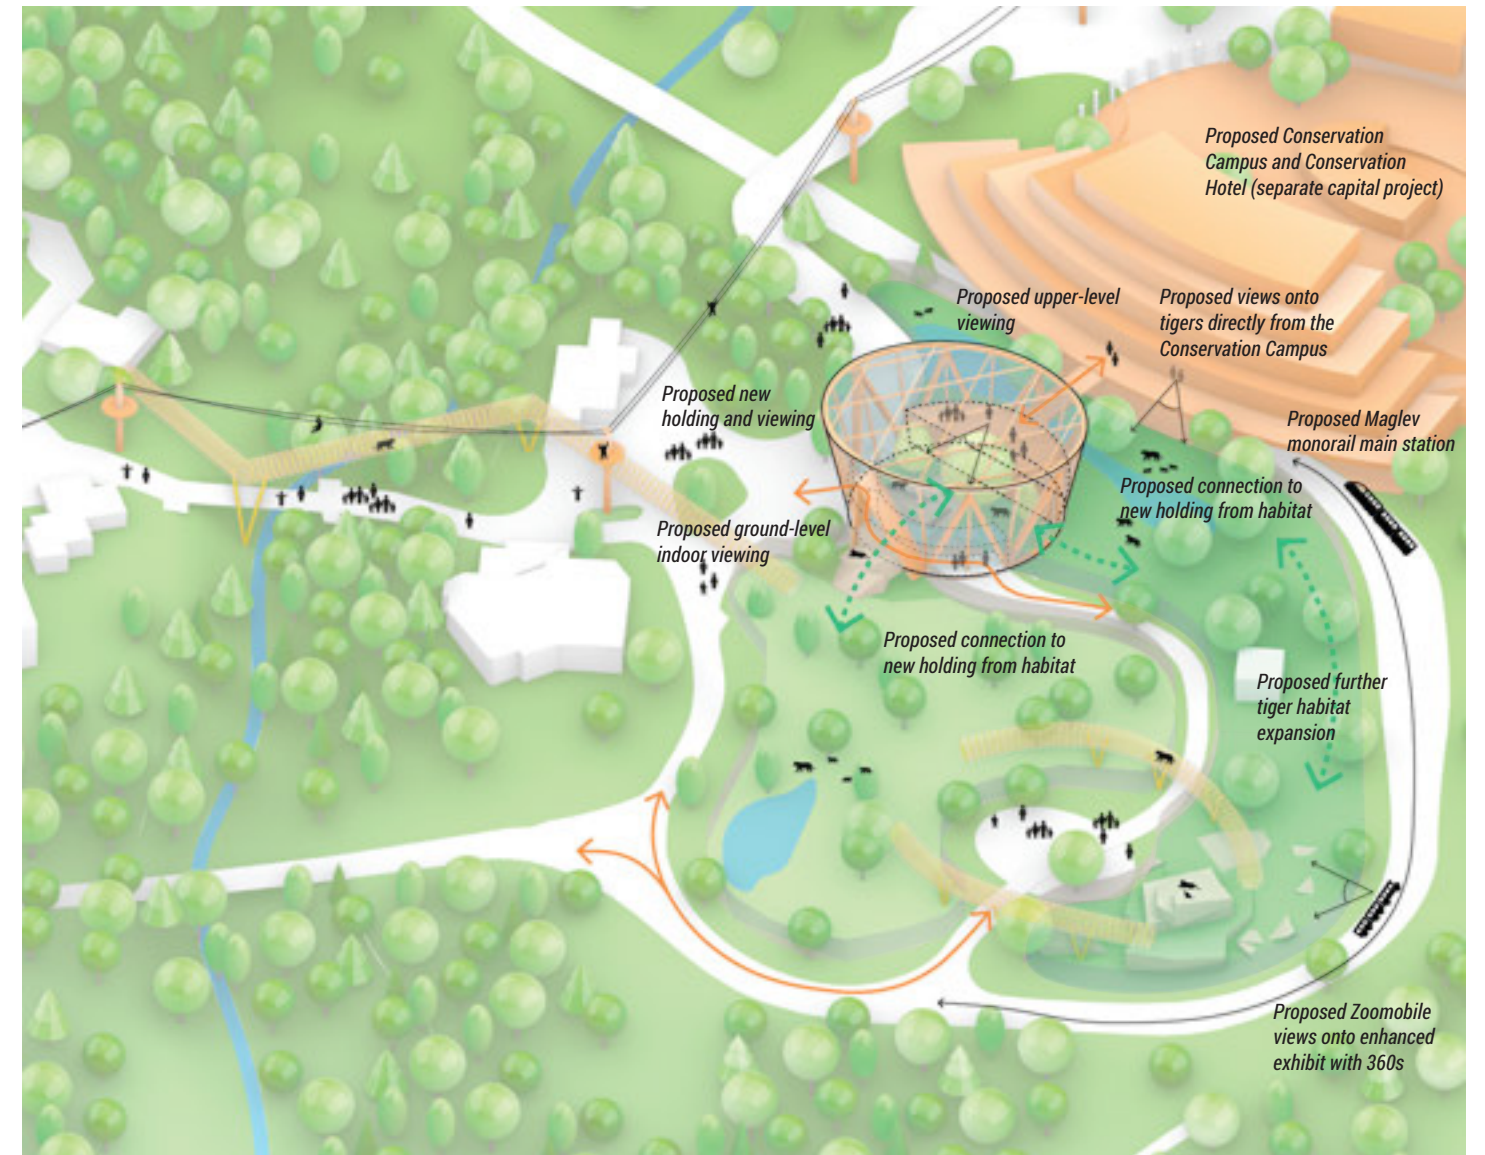 Proposed Conservation
Campus and Conservation
Hotel (separate capital project)
Proposed upper-level
viewing
Proposed views onto
tigers directly from the
Conservation Campus
Proposed new
holding and viewing
Proposed Maglev
monorail main station
Proposed connection to
new holding from habitat
Proposed ground-level
indoor viewing
Proposed connection to
new holding from habitat
Proposed further
tiger habitat
expansion
Proposed Zoomobile
views onto enhanced
exhibit with 360s